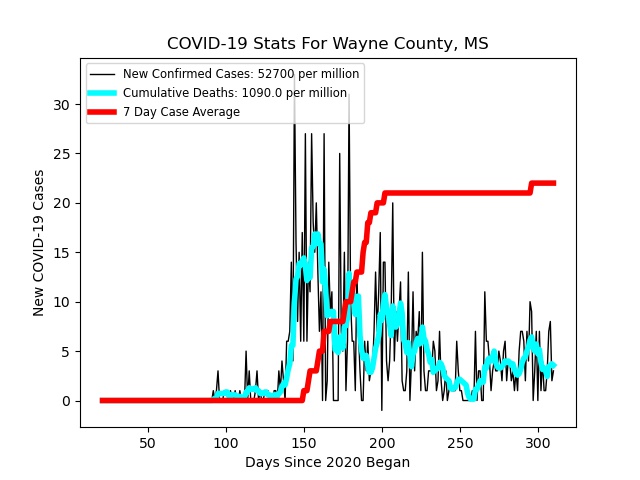 COVID-19 Stats For Wayne County, MS
New Confirmed Cases: 52700 per million
Cumulative Deaths: 1090.0 per million
7 Day Case Average
30
25
20
15
10
5
0
New COVID-19 Cases
50 100 150 200 250 300
Days Since 2020 Began